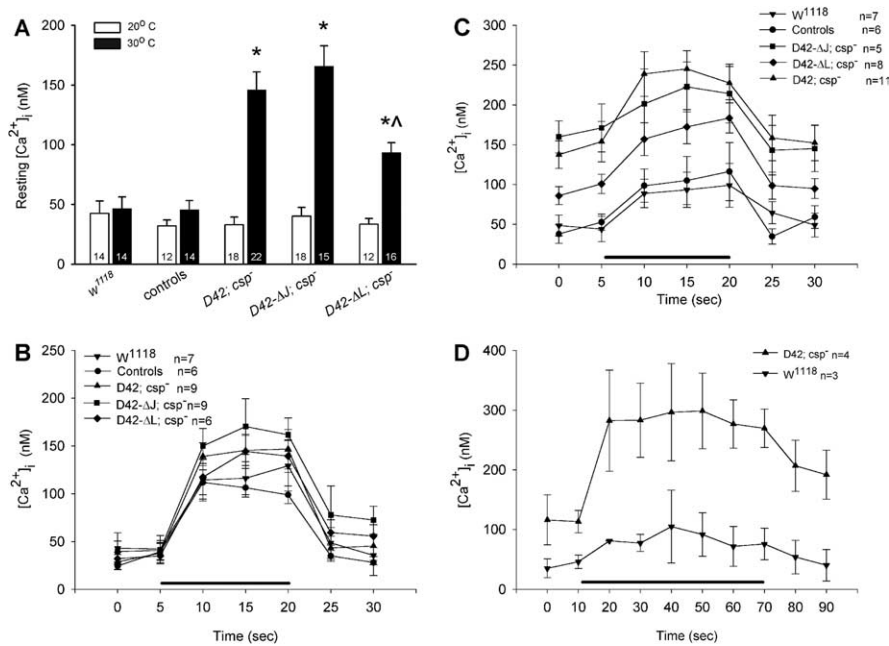 A
20⁰ C
30⁰ C
Resting [Ca²⁺]ᵢ (nM)
200
150
100
50
0
*
*
*^
14
14
12
14
18
22
18
15
12
16
w¹¹¹⁸
controls
D42; csp⁻
D42-ΔJ; csp⁻
D42-ΔL; csp⁻
B
W¹¹¹⁸ n=7
Controls n=6
D42; csp⁻ n=9
D42-ΔJ; csp⁻ n=9
D42-ΔL; csp⁻ n=6
[Ca²⁺]ᵢ (nM)
250
200
150
100
50
0
0 5 10 15 20 25 30
Time (sec)
C
W¹¹¹⁸ n=7
Controls n=6
D42-ΔJ; csp⁻ n=5
D42-ΔL; csp⁻ n=8
D42; csp⁻ n=11
[Ca²⁺]ᵢ (nM)
300
250
200
150
100
50
0
0 5 10 15 20 25 30
Time (sec)
D
D42; csp⁻ n=4
W¹¹¹⁸ n=3
[Ca²⁺]ᵢ (nM)
400
300
200
100
0
0 10 20 30 40 50 60 70 80 90
Time (sec)